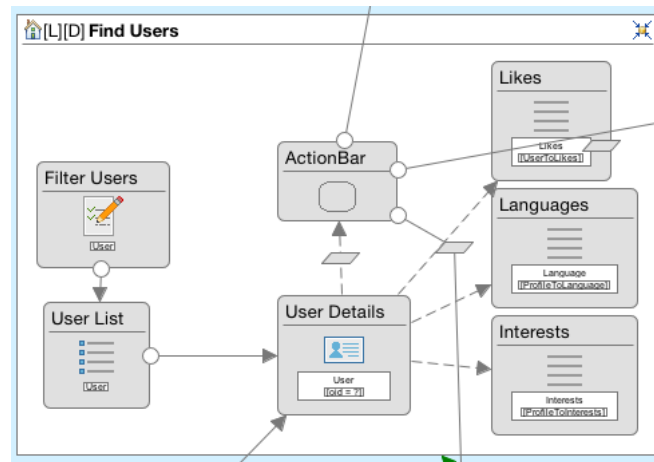 [L][D] Find Users
Likes
Likes
[UserToLikes]
ActionBar
Filter Users
User
Languages
Language
[ProfileToLanguage]
User List
User
User Details
User
[oid = ?]
Interests
Interests
[ProfileToInterests]